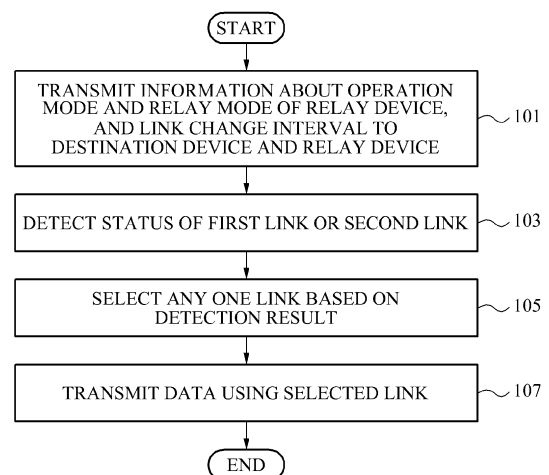 START
TRANSMIT INFORMATION ABOUT OPERATION
MODE AND RELAY MODE OF RELAY DEVICE,
AND LINK CHANGE INTERVAL TO
DESTINATION DEVICE AND RELAY DEVICE
101
DETECT STATUS OF FIRST LINK OR SECOND LINK
103
SELECT ANY ONE LINK BASED ON
DETECTION RESULT
105
TRANSMIT DATA USING SELECTED LINK
107
END